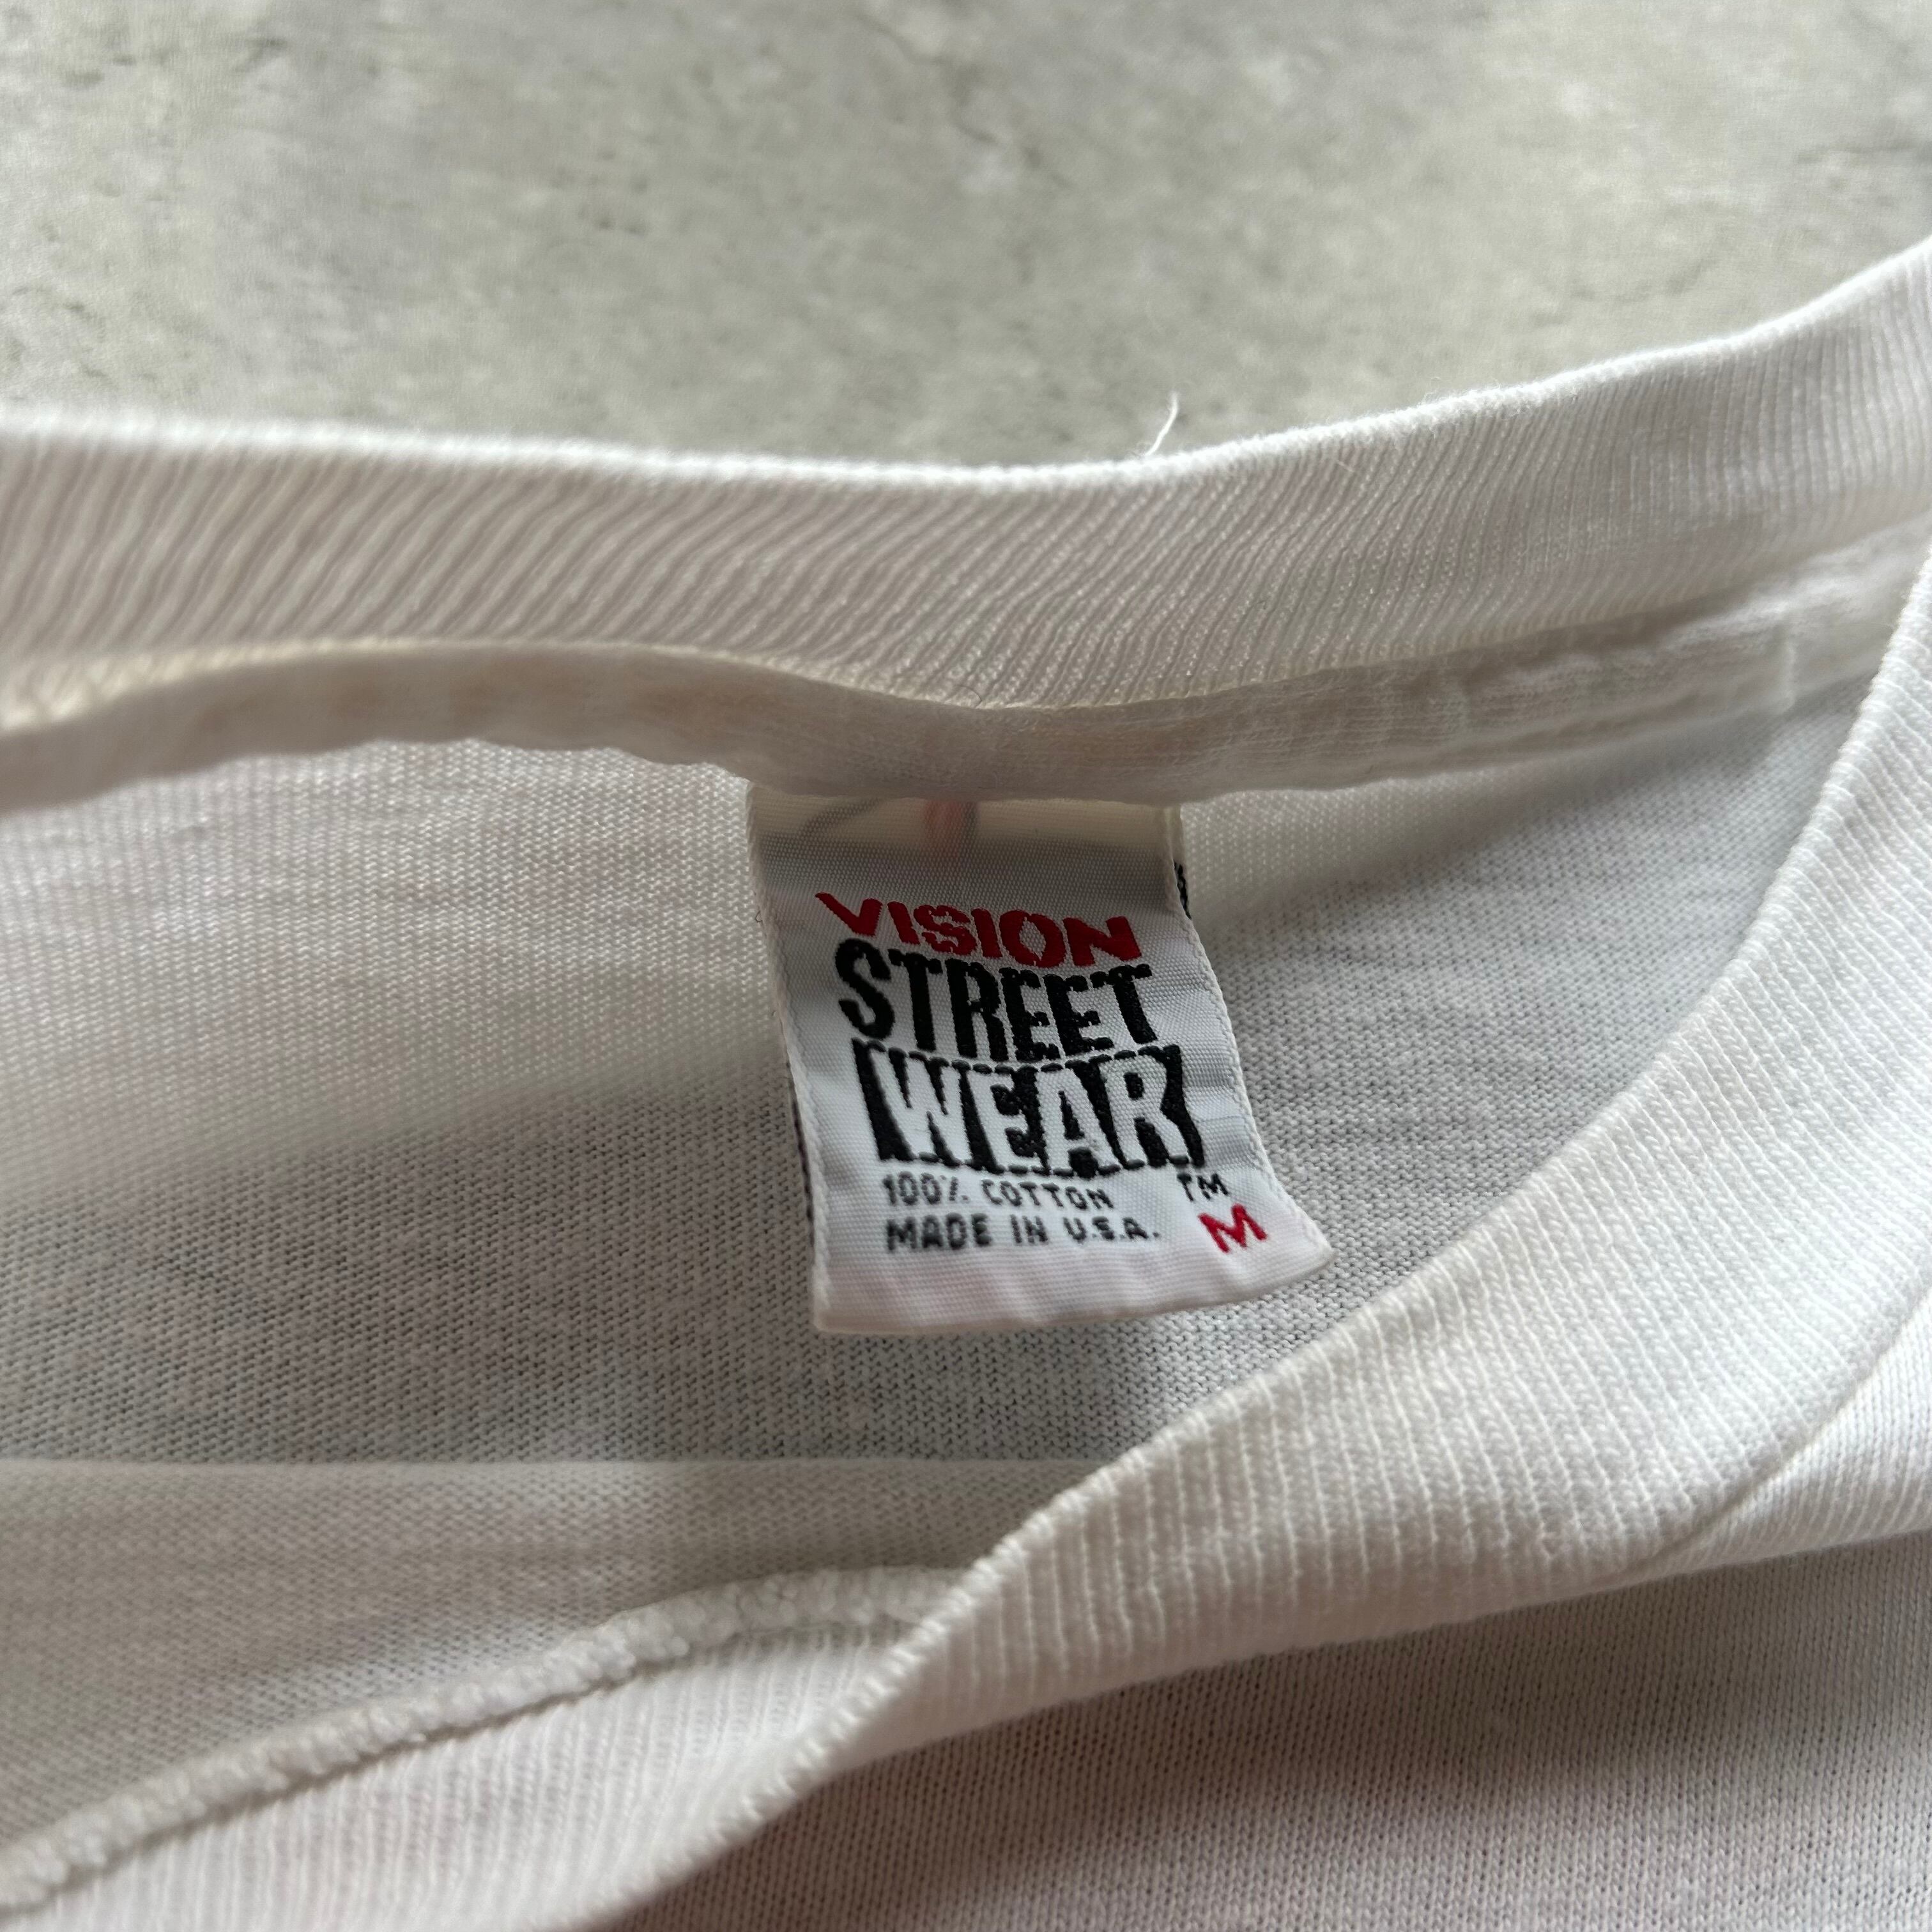 VISION
STREET
WEAR
100% COTTON TM
MADE IN U.S.A. M